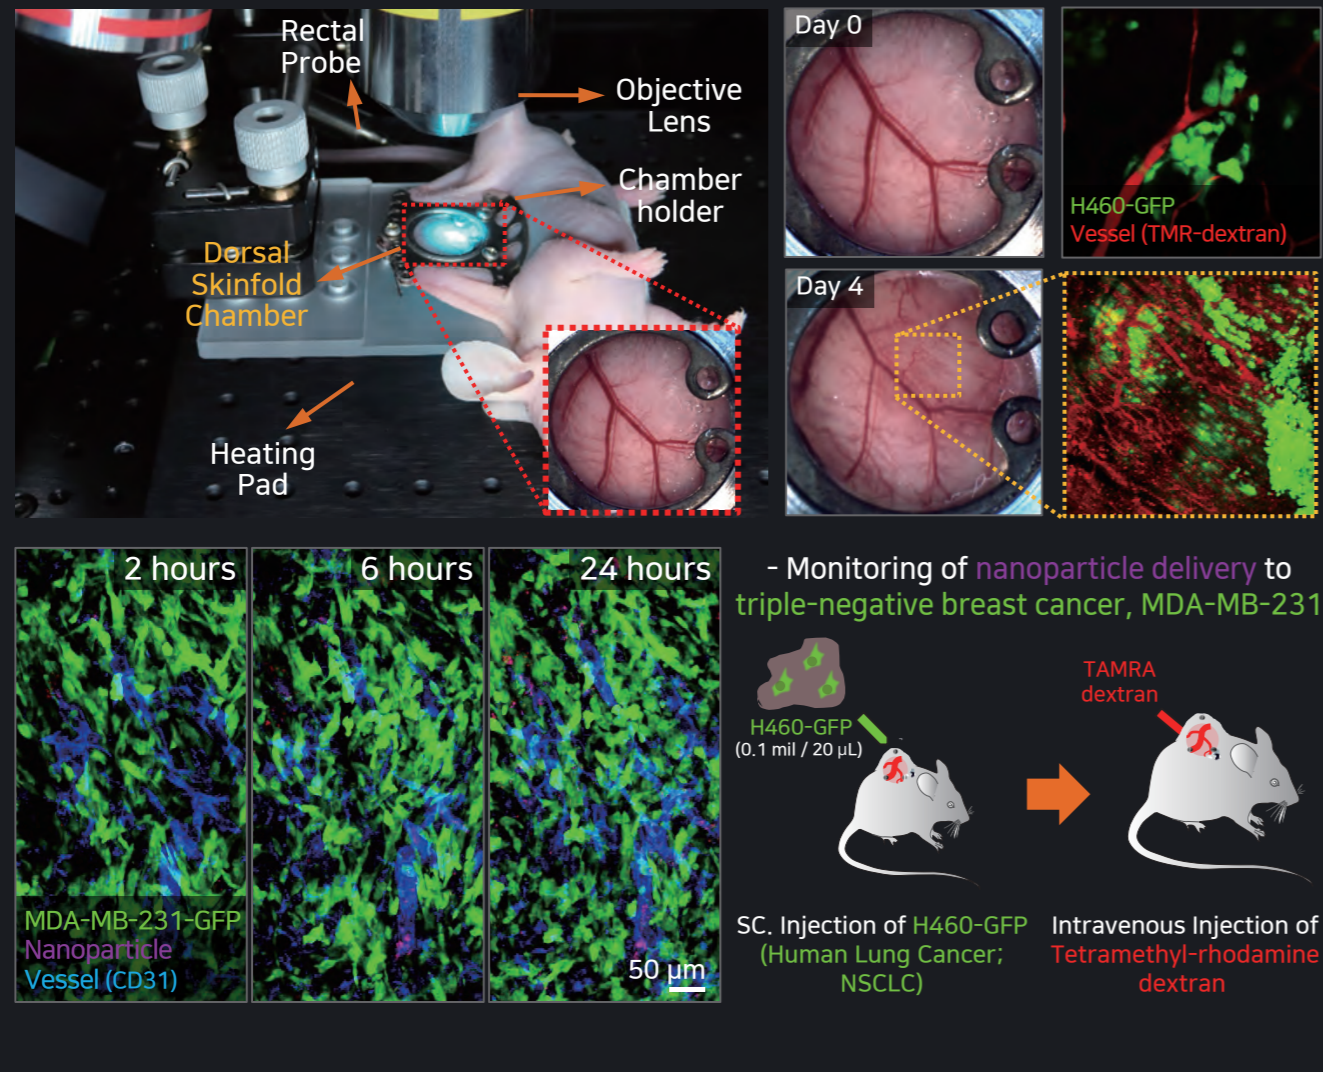 Rectal
Probe
Objective
Lens
Chamber
holder
Dorsal
Skinfold
Chamber
Heating
Pad
Day 0
H460-GFP
Vessel (TMR-dextran)
Day 4
2 hours
6 hours
24 hours
MDA-MB-231-GFP
Nanoparticle
Vessel (CD31)
50 µm
- Monitoring of nanoparticle delivery to
triple-negative breast cancer, MDA-MB-231
H460-GFP
(0.1 mil / 20 µL)
TAMRA
dextran
SC. Injection of H460-GFP
(Human Lung Cancer;
NSCLC)
Intravenous Injection of
Tetramethyl-rhodamine
dextran